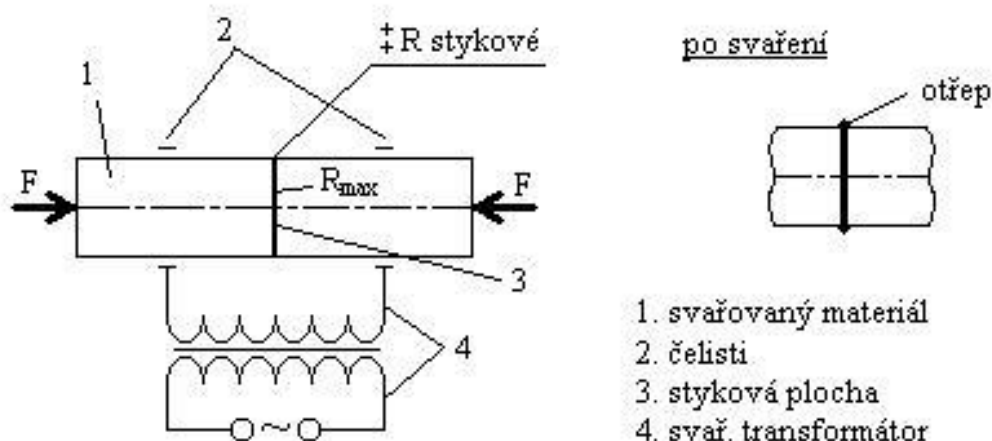 2
‡ R stykové
1
F
R max
F
3
4
~
po svaření
otřep
1. svařovaný materiál
2. čelisti
3. styková plocha
4. svař. transformátor